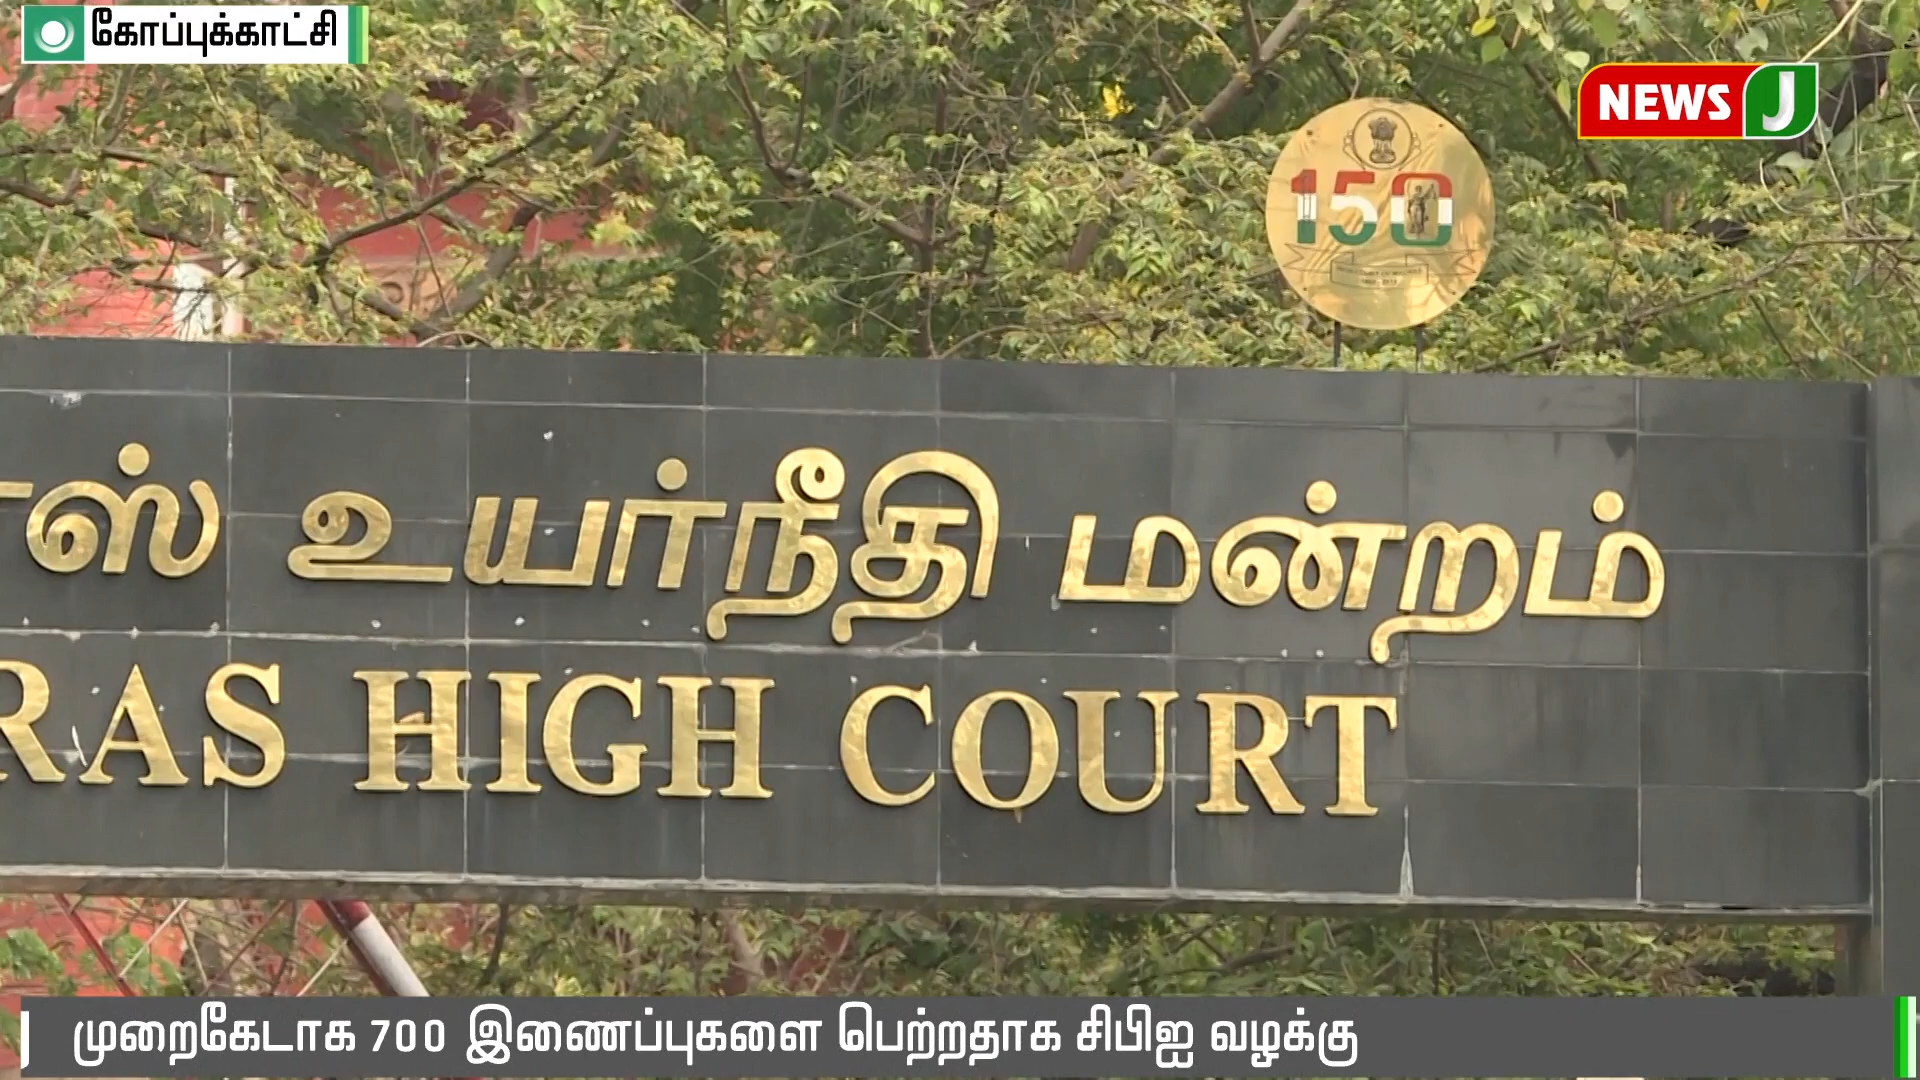 கோப்புக்காட்சி
NEWS J
150
ஸ் உயர்நீதி மன்றம்
RAS HIGH COURT
முறைகேடாக 700 இணைப்புகளை பெற்றதாக சிபிஐ வழக்கு